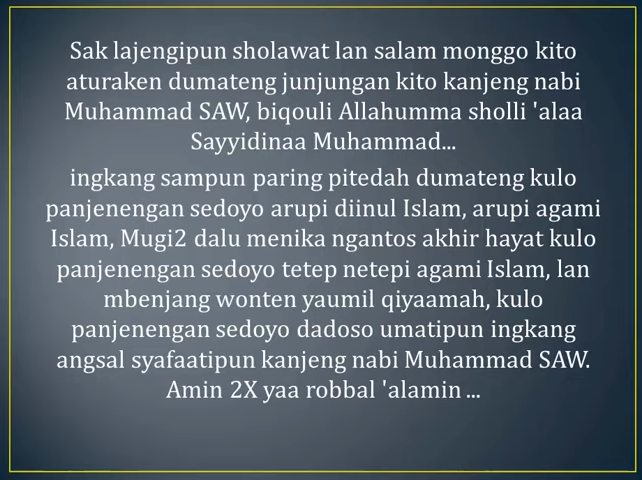 Sak lajengipun sholawat lan salam monggo kito
aturaken dumateng junjungan kito kanjeng nabi
Muhammad SAW, biqouli Allahumma sholli 'alaa
Sayyidinaa Muhammad...
ingkang sampun paring pitedah dumateng kulo
panjenengan sedoyo arupi diinul Islam, arupi agami
Islam, Mugi2 dalu menika ngantos akhir hayat kulo
panjenengan sedoyo tetep netepi agami Islam, lan
mbenjang wonten yaumil qiyaamah, kulo
panjenengan sedoyo dadoso umatipun ingkang
angsal syafaatipun kanjeng nabi Muhammad SAW.
Amin 2X yaa robbal 'alamin ...